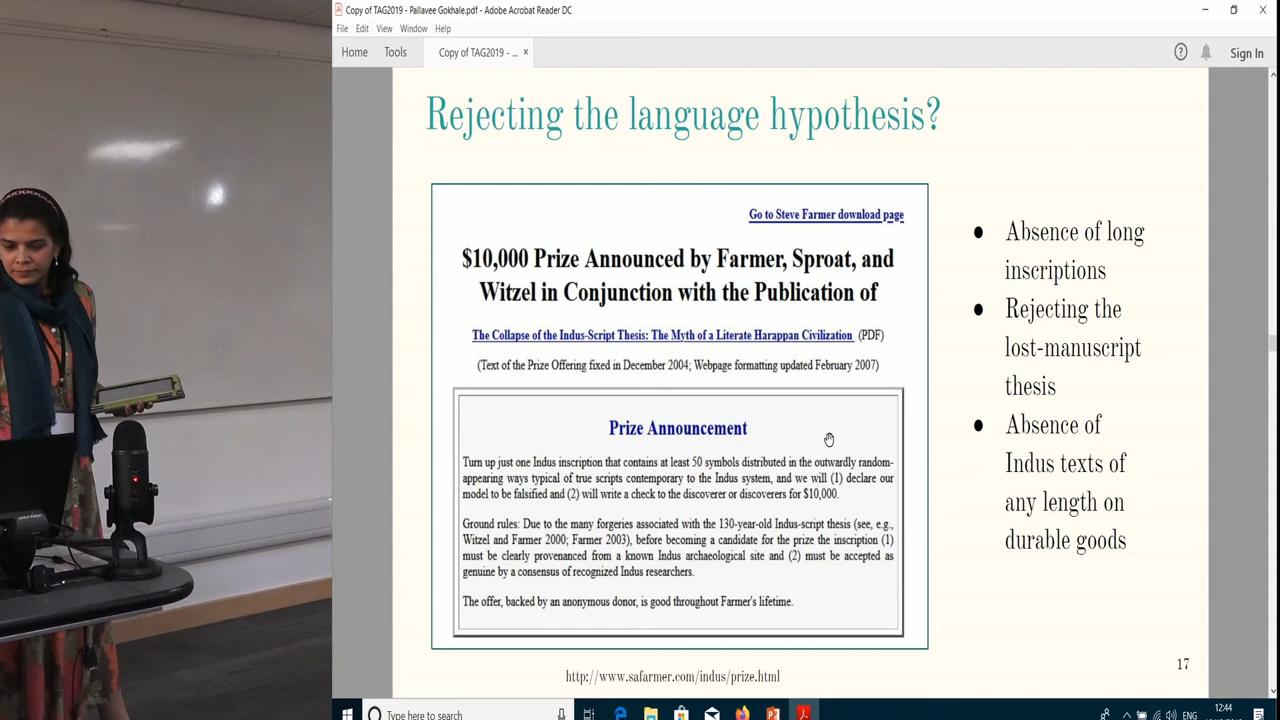 Copy of TAG2019 - Pallavee Gokhale.pdf - Adobe Acrobat Reader DC
File Edit View Window Help
Home Tools Copy of TAG2019 - ... × Sign In
Rejecting the language hypothesis?
Go to Steve Farmer download page
$10,000 Prize Announced by Farmer, Sproat, and
Witzel in Conjunction with the Publication of
The Collapse of the Indus-Script Thesis: The Myth of a Literate Harappan Civilization (PDF)
(Text of the Prize Offering fixed in December 2004; Webpage formatting updated February 2007)
Prize Announcement
Turn up just one Indus inscription that contains at least 50 symbols distributed in the outwardly random-
appearing ways typical of true scripts contemporary to the Indus system, and we will (1) declare our
model to be falsified and (2) will write a check to the discoverer or discoverers for $10,000.
Ground rules: Due to the many forgeries associated with the 130-year-old Indus-script thesis (see, e.g.,
Witzel and Farmer 2000; Farmer 2003), before becoming a candidate for the prize the inscription (1)
must be clearly provenanced from a known Indus archaeological site and (2) must be accepted as
genuine by a consensus of recognized Indus researchers.
The offer, backed by an anonymous donor, is good throughout Farmer's lifetime.
http://www.safarmer.com/indus/prize.html
● Absence of long
inscriptions
● Rejecting the
lost-manuscript
thesis
● Absence of
Indus texts of
any length on
durable goods
17
Type here to search
ENG
12:44